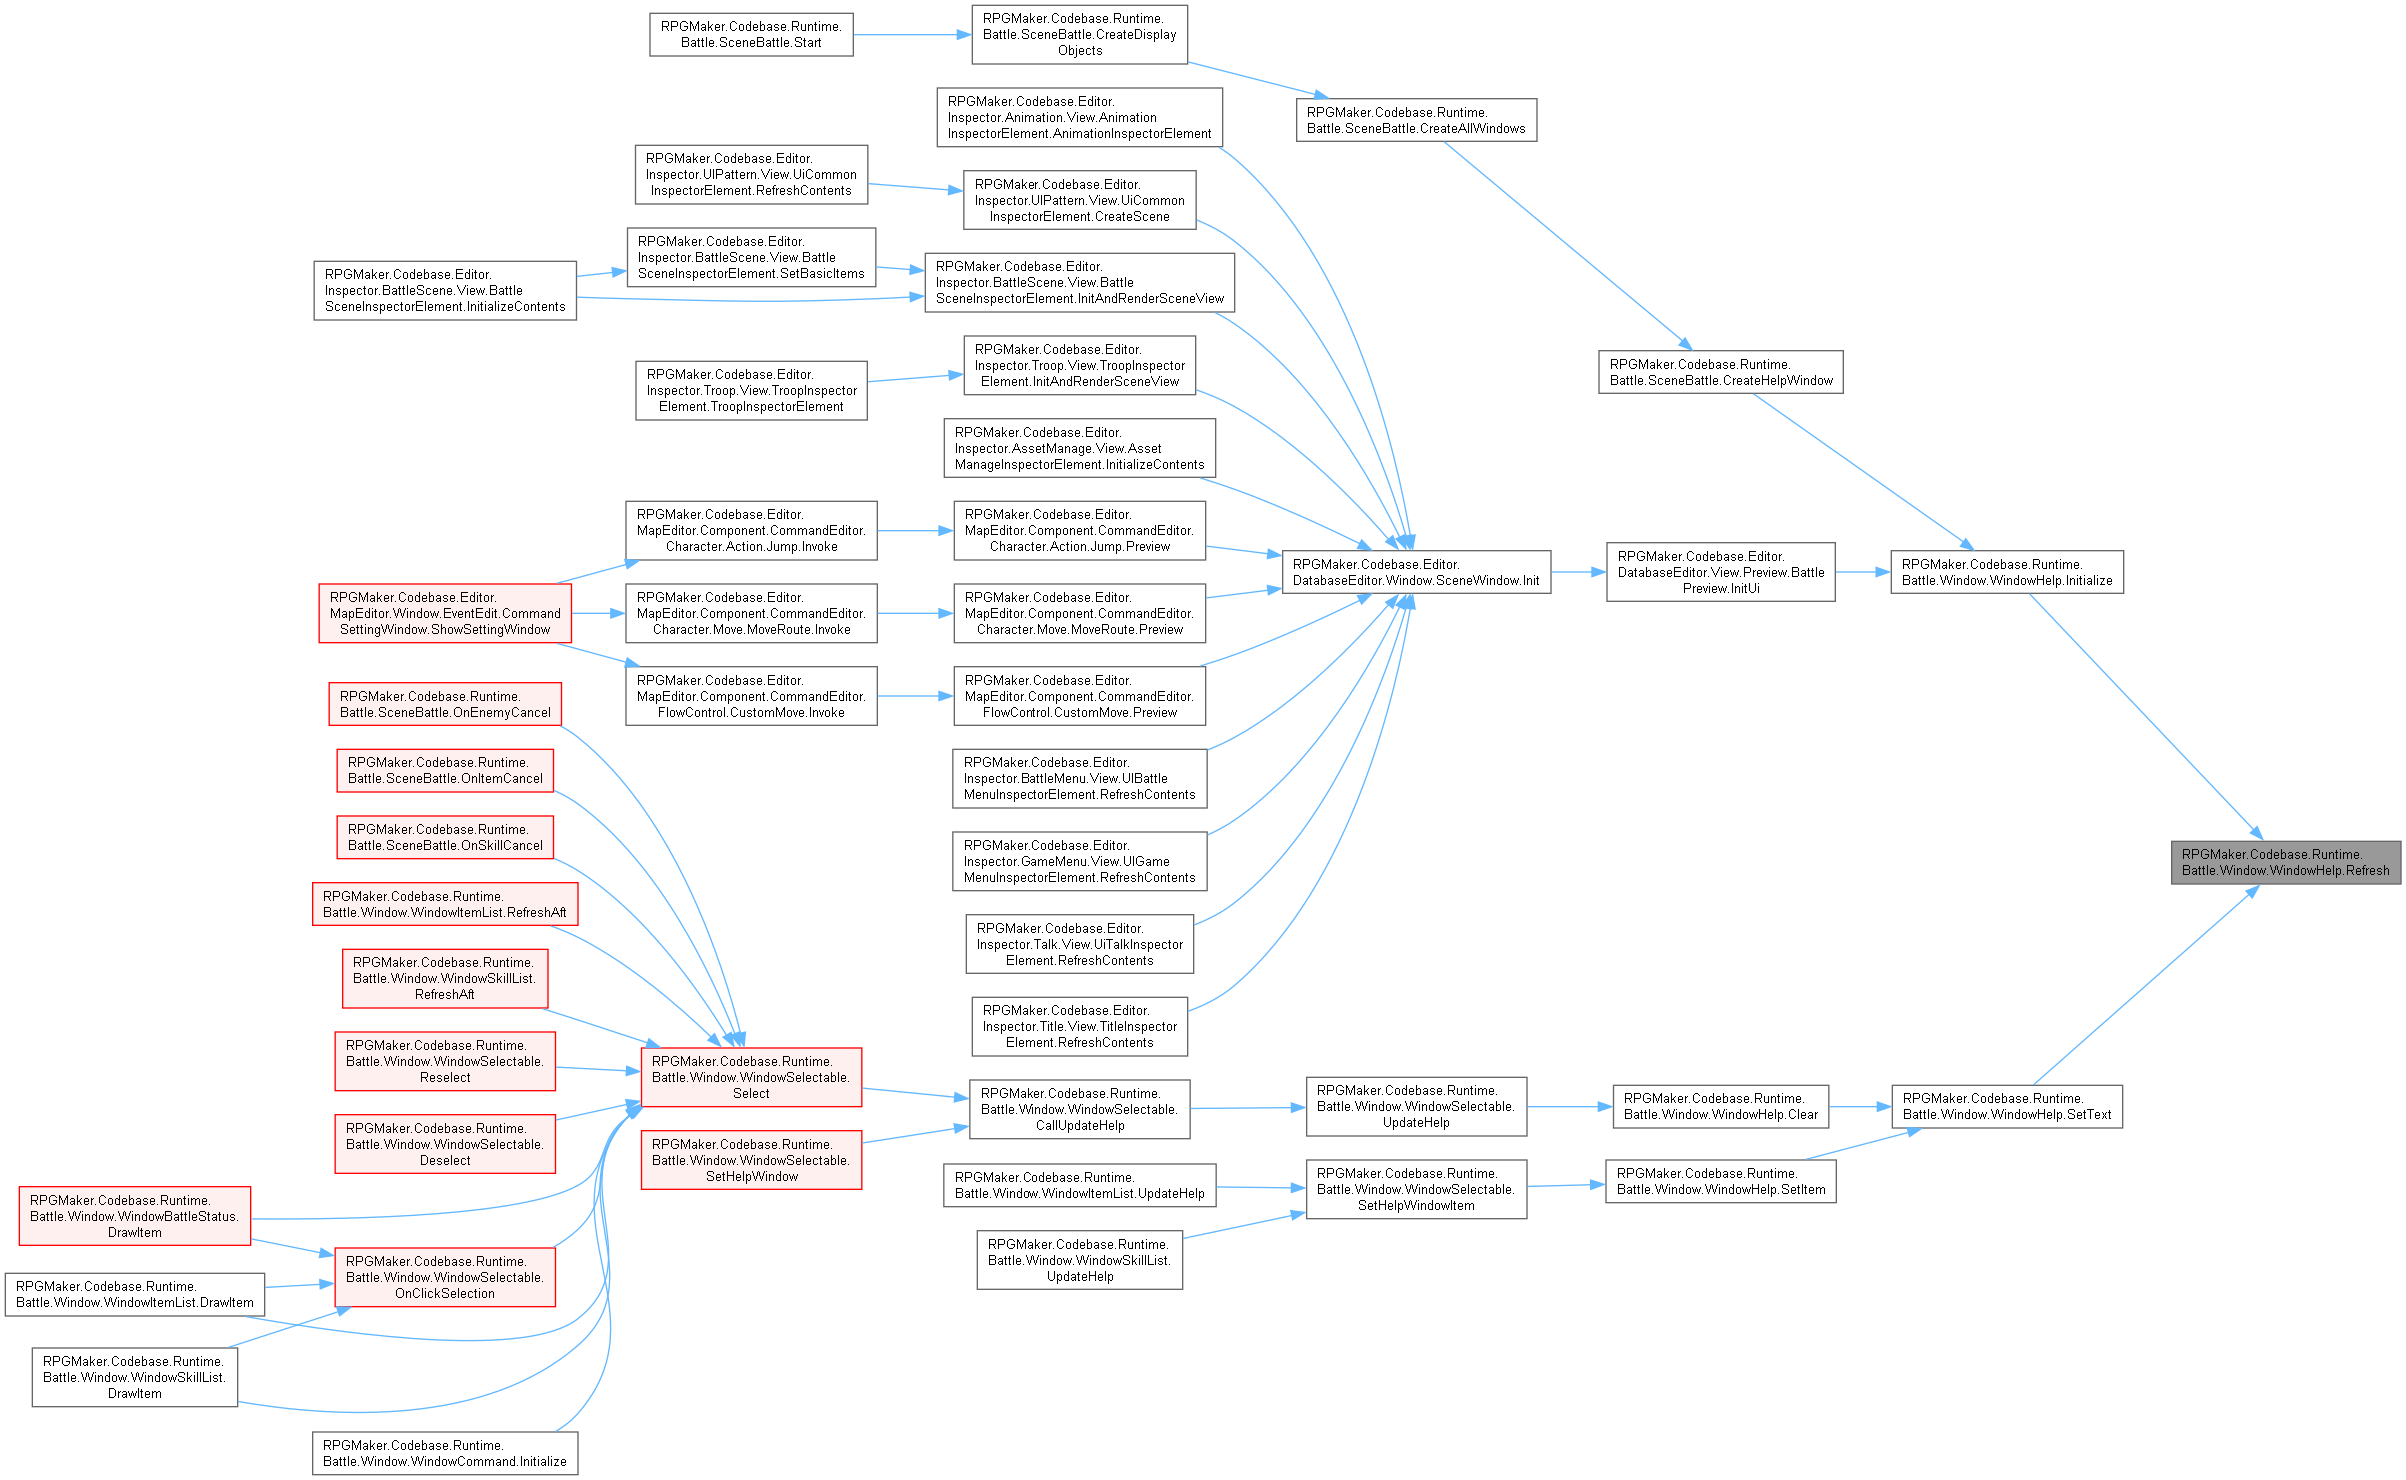 RPGMaker.Codebase.Runtime.
Battle.SceneBattle.Start
RPGMaker.Codebase.Runtime.
Battle.SceneBattle.CreateDisplay
Objects
RPGMaker.Codebase.Editor.
Inspector.Animation.View.Animation
InspectorElement.AnimationInspectorElement
RPGMaker.Codebase.Runtime.
Battle.SceneBattle.CreateAllWindows
RPGMaker.Codebase.Editor.
Inspector.UIPattern.View.UiCommon
InspectorElement.RefreshContents
RPGMaker.Codebase.Editor.
Inspector.UIPattern.View.UiCommon
InspectorElement.CreateScene
RPGMaker.Codebase.Editor.
Inspector.BattleScene.View.Battle
SceneInspectorElement.SetBasicItems
RPGMaker.Codebase.Editor.
Inspector.BattleScene.View.Battle
SceneInspectorElement.InitializeContents
RPGMaker.Codebase.Editor.
Inspector.BattleScene.View.Battle
SceneInspectorElement.InitAndRenderSceneView
RPGMaker.Codebase.Editor.
Inspector.Troop.View.TroopInspector
Element.InitAndRenderSceneView
RPGMaker.Codebase.Editor.
Inspector.Troop.View.TroopInspector
Element.TroopInspectorElement
RPGMaker.Codebase.Runtime.
Battle.SceneBattle.CreateHelpWindow
RPGMaker.Codebase.Editor.
Inspector.AssetManage.View.Asset
ManageInspectorElement.InitializeContents
RPGMaker.Codebase.Editor.
MapEditor.Component.CommandEditor.
Character.Action.Jump.Invoke
RPGMaker.Codebase.Editor.
MapEditor.Component.CommandEditor.
Character.Action.Jump.Preview
RPGMaker.Codebase.Editor.
DatabaseEditor.Window.SceneWindow.Init
RPGMaker.Codebase.Editor.
DatabaseEditor.View.Preview.Battle
Preview.InitUi
RPGMaker.Codebase.Runtime.
Battle.Window.WindowHelp.Initialize
RPGMaker.Codebase.Editor.
MapEditor.Window.EventEdit.Command
SettingWindow.ShowSettingWindow
RPGMaker.Codebase.Editor.
MapEditor.Component.CommandEditor.
Character.Move.MoveRoute.Invoke
RPGMaker.Codebase.Editor.
MapEditor.Component.CommandEditor.
Character.Move.MoveRoute.Preview
RPGMaker.Codebase.Editor.
MapEditor.Component.CommandEditor.
FlowControl.CustomMove.Invoke
RPGMaker.Codebase.Editor.
MapEditor.Component.CommandEditor.
FlowControl.CustomMove.Preview
RPGMaker.Codebase.Runtime.
Battle.SceneBattle.OnEnemyCancel
RPGMaker.Codebase.Runtime.
Battle.SceneBattle.OnItemCancel
RPGMaker.Codebase.Editor.
Inspector.BattleMenu.View.UIBattle
MenuInspectorElement.RefreshContents
RPGMaker.Codebase.Runtime.
Battle.SceneBattle.OnSkillCancel
RPGMaker.Codebase.Editor.
Inspector.GameMenu.View.UIGame
MenuInspectorElement.RefreshContents
RPGMaker.Codebase.Runtime.
Battle.Window.WindowHelp.Refresh
RPGMaker.Codebase.Runtime.
Battle.Window.WindowItemList.RefreshAft
RPGMaker.Codebase.Editor.
Inspector.Talk.View.UiTalkInspector
Element.RefreshContents
RPGMaker.Codebase.Runtime.
Battle.Window.WindowSkillList.
RefreshAft
RPGMaker.Codebase.Editor.
Inspector.Title.View.TitleInspector
Element.RefreshContents
RPGMaker.Codebase.Runtime.
Battle.Window.WindowSelectable.
Reselect
RPGMaker.Codebase.Runtime.
Battle.Window.WindowSelectable.
Select
RPGMaker.Codebase.Runtime.
Battle.Window.WindowSelectable.
CallUpdateHelp
RPGMaker.Codebase.Runtime.
Battle.Window.WindowSelectable.
UpdateHelp
RPGMaker.Codebase.Runtime.
Battle.Window.WindowHelp.Clear
RPGMaker.Codebase.Runtime.
Battle.Window.WindowHelp.SetText
RPGMaker.Codebase.Runtime.
Battle.Window.WindowSelectable.
Deselect
RPGMaker.Codebase.Runtime.
Battle.Window.WindowSelectable.
SetHelpWindow
RPGMaker.Codebase.Runtime.
Battle.Window.WindowItemList.UpdateHelp
RPGMaker.Codebase.Runtime.
Battle.Window.WindowSelectable.
SetHelpWindowItem
RPGMaker.Codebase.Runtime.
Battle.Window.WindowHelp.SetItem
RPGMaker.Codebase.Runtime.
Battle.Window.WindowBattleStatus.
DrawItem
RPGMaker.Codebase.Runtime.
Battle.Window.WindowSkillList.
UpdateHelp
RPGMaker.Codebase.Runtime.
Battle.Window.WindowSelectable.
OnClickSelection
RPGMaker.Codebase.Runtime.
Battle.Window.WindowItemList.DrawItem
RPGMaker.Codebase.Runtime.
Battle.Window.WindowSkillList.
DrawItem
RPGMaker.Codebase.Runtime.
Battle.Window.WindowCommand.Initialize